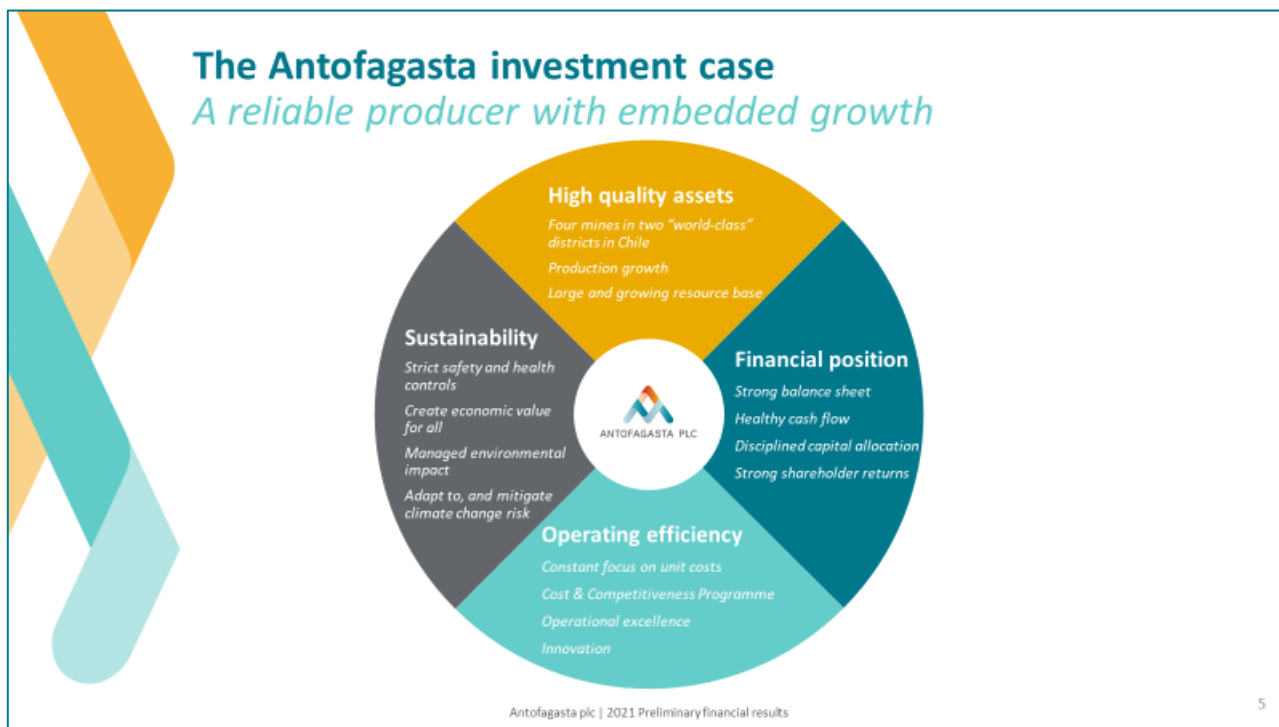 The Antofagasta investment case
A reliable producer with embedded growth
High quality assets
Four mines in two “world-class”
districts in Chile
Production growth
Large and growing resource base
Sustainability
Strict safety and health
controls
Create economic value
for all
Managed environmental
impact
Adapt to, and mitigate
climate change risk
ANTOFAGASTA PLC
Financial position
Strong balance sheet
Healthy cash flow
Disciplined capital allocation
Strong shareholder returns
Operating efficiency
Constant focus on unit costs
Cost & Competitiveness Programme
Operational excellence
Innovation
Antofagasta plc | 2021 Preliminary financial results
5